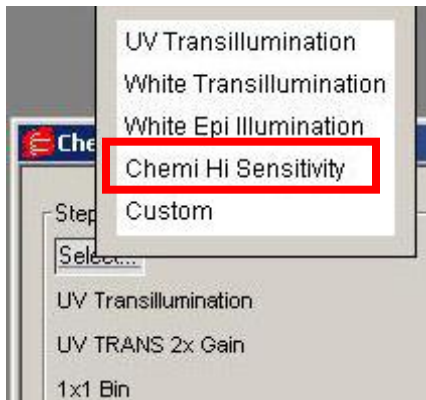 UV Transillumination
White Transillumination
White Epi Illumination
Che
Chemi Hi Sensitivity
Step
Custom
Select...
UV Transillumination
UV TRANS 2x Gain
1x1 Bin